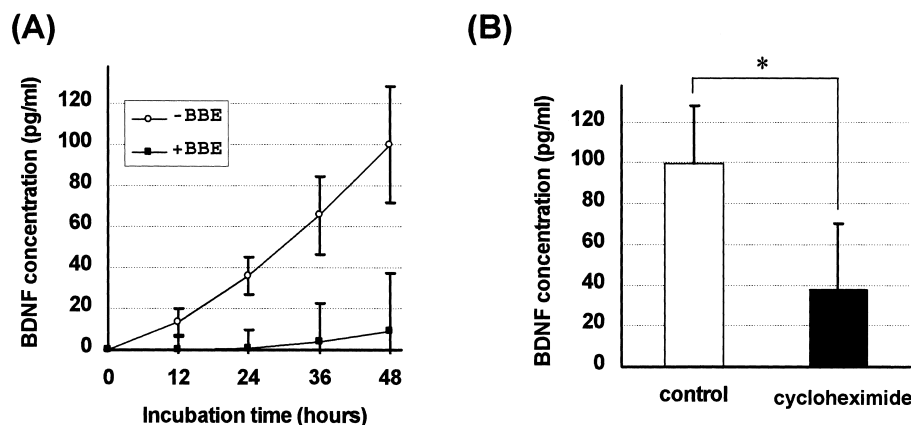 (A)
BDNF concentration (pg/ml)
120
100
80
60
40
20
0
-BBE
+BBE
0 12 24 36 48
Incubation time (hours)
(B)
*
BDNF concentration (pg/ml)
120
100
80
60
40
20
0
control cycloheximide